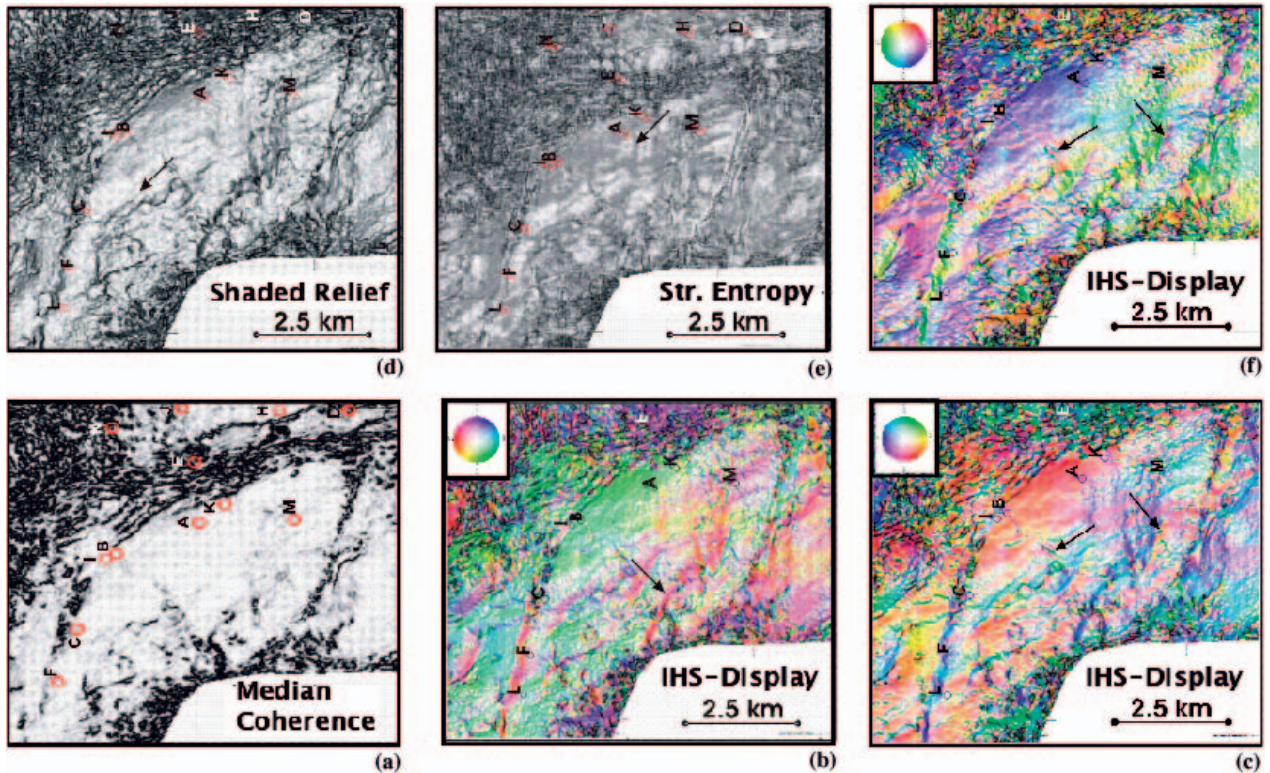 N
J
E
H
D
K
A
M
I
B
C
F
L
Shaded Relief
2.5 km
(d)
N
H
D
E
K
A
M
I
B
C
F
L
Str. Entropy
2.5 km
(e)
E
K
A
M
I
B
C
F
L
IHS-Display
2.5 km
(f)
N
J
H
D
E
K
A
M
B
I
C
F
Median
Coherence
(a)
E
K
A
M
I
B
C
F
L
IHS-Display
2.5 km
(b)
E
K
A
M
I
B
C
F
L
IHS-Display
2.5 km
(c)